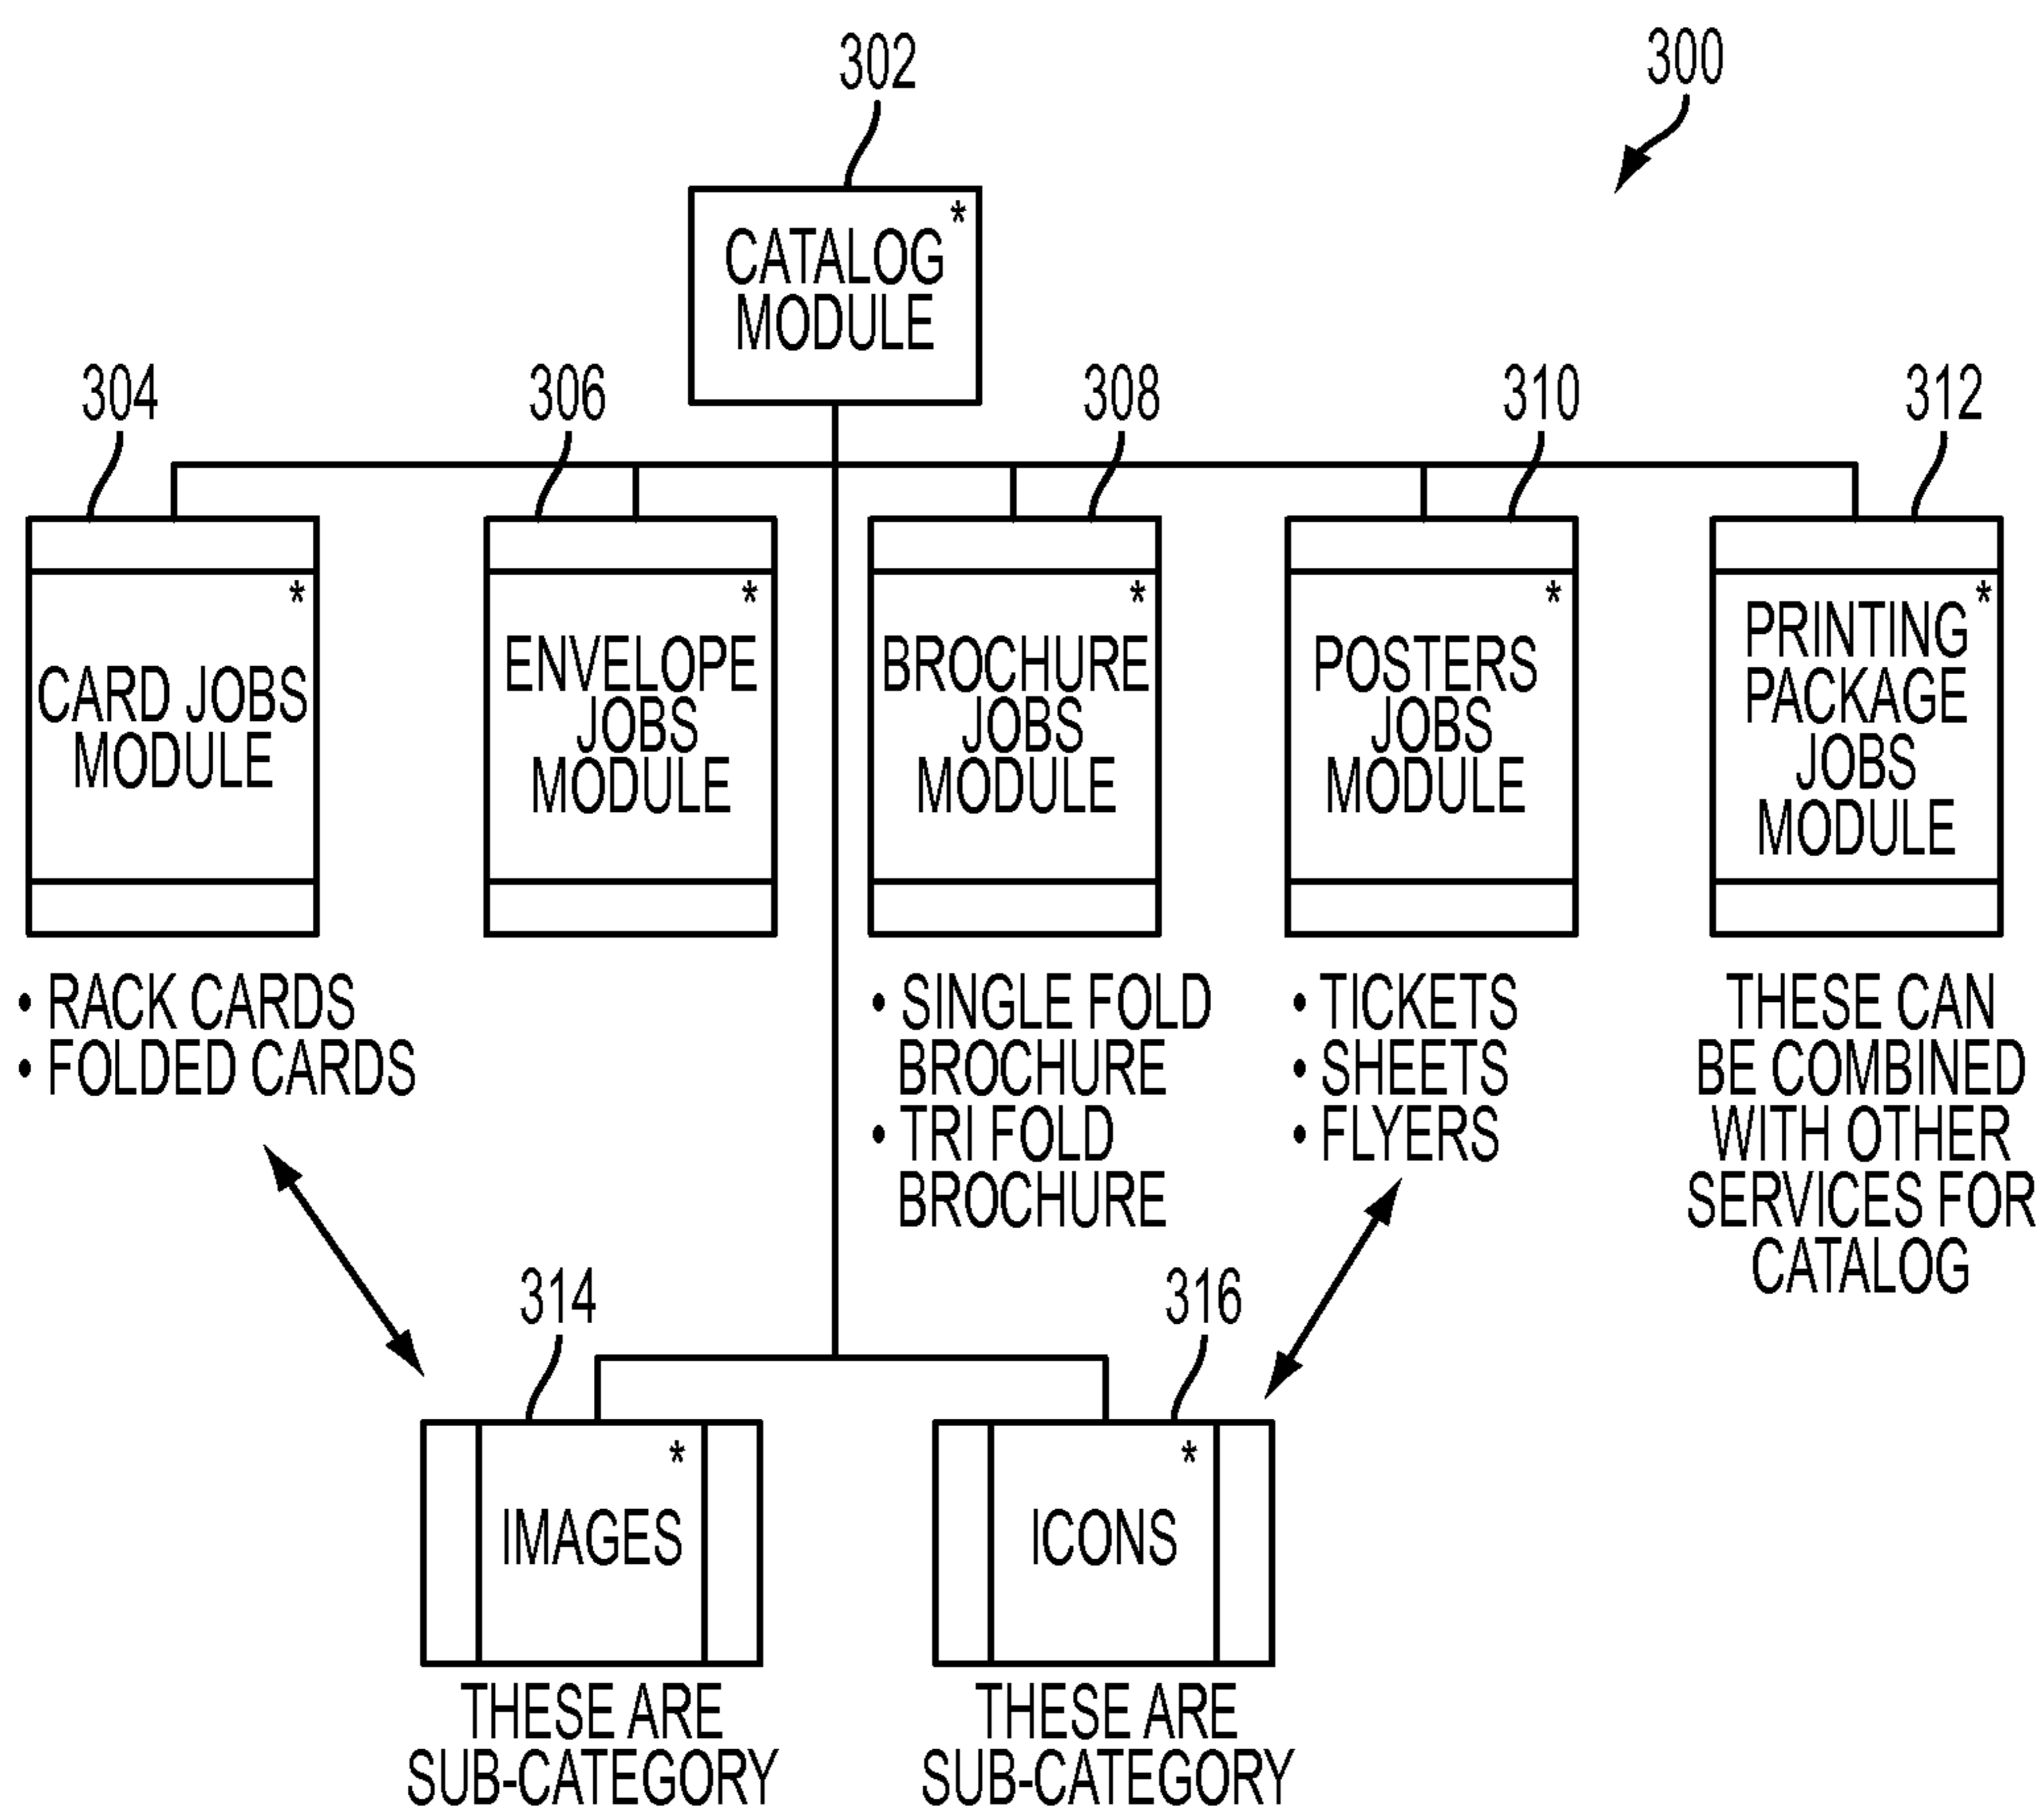 302
300
*
CATALOG
MODULE
304
306
308
310
312
*
CARD JOBS
MODULE
*
ENVELOPE
JOBS
MODULE
*
BROCHURE
JOBS
MODULE
*
POSTERS
JOBS
MODULE
*
PRINTING
PACKAGE
JOBS
MODULE
• RACK CARDS
• FOLDED CARDS
• SINGLE FOLD
BROCHURE
• TRI FOLD
BROCHURE
• TICKETS
• SHEETS
• FLYERS
THESE CAN
BE COMBINED
WITH OTHER
SERVICES FOR
CATALOG
314
316
*
IMAGES
*
ICONS
THESE ARE
SUB-CATEGORY
THESE ARE
SUB-CATEGORY